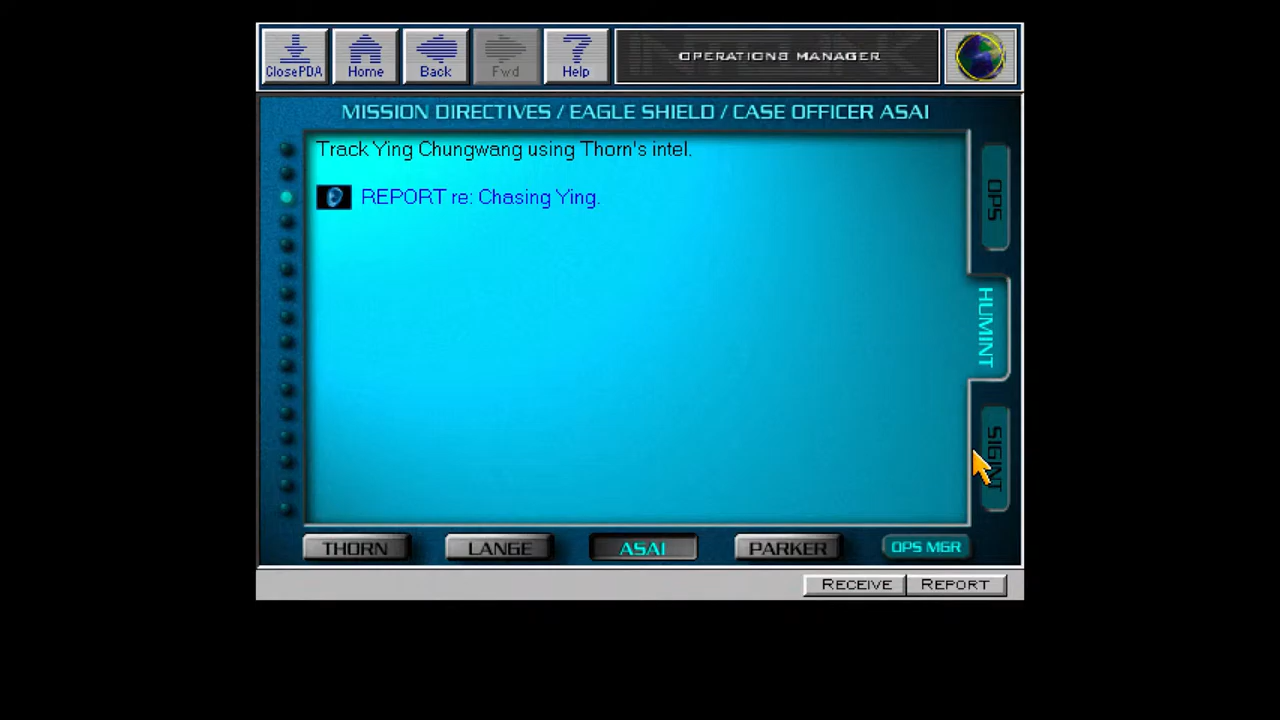 ClosePDA
Home
Back
Fwd
Help
OPERATIONS MANAGER
MISSION DIRECTIVES / EAGLE SHIELD / CASE OFFICER ASAI
Track Ying Chungwang using Thorn's intel.
REPORT re: Chasing Ying.
OPS
HUMINT
SIGINT
THORN
LANGE
ASAI
PARKER
OPS MGR
RECEIVE
REPORT